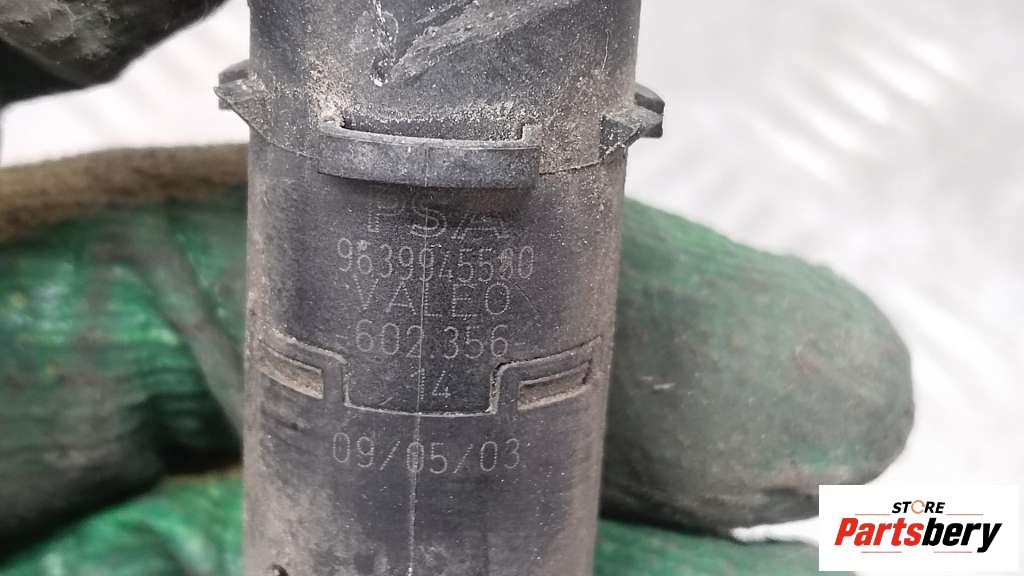 PSA
9639945580
VALEO
602.356
14
09/05/03
STORE
Partsbery